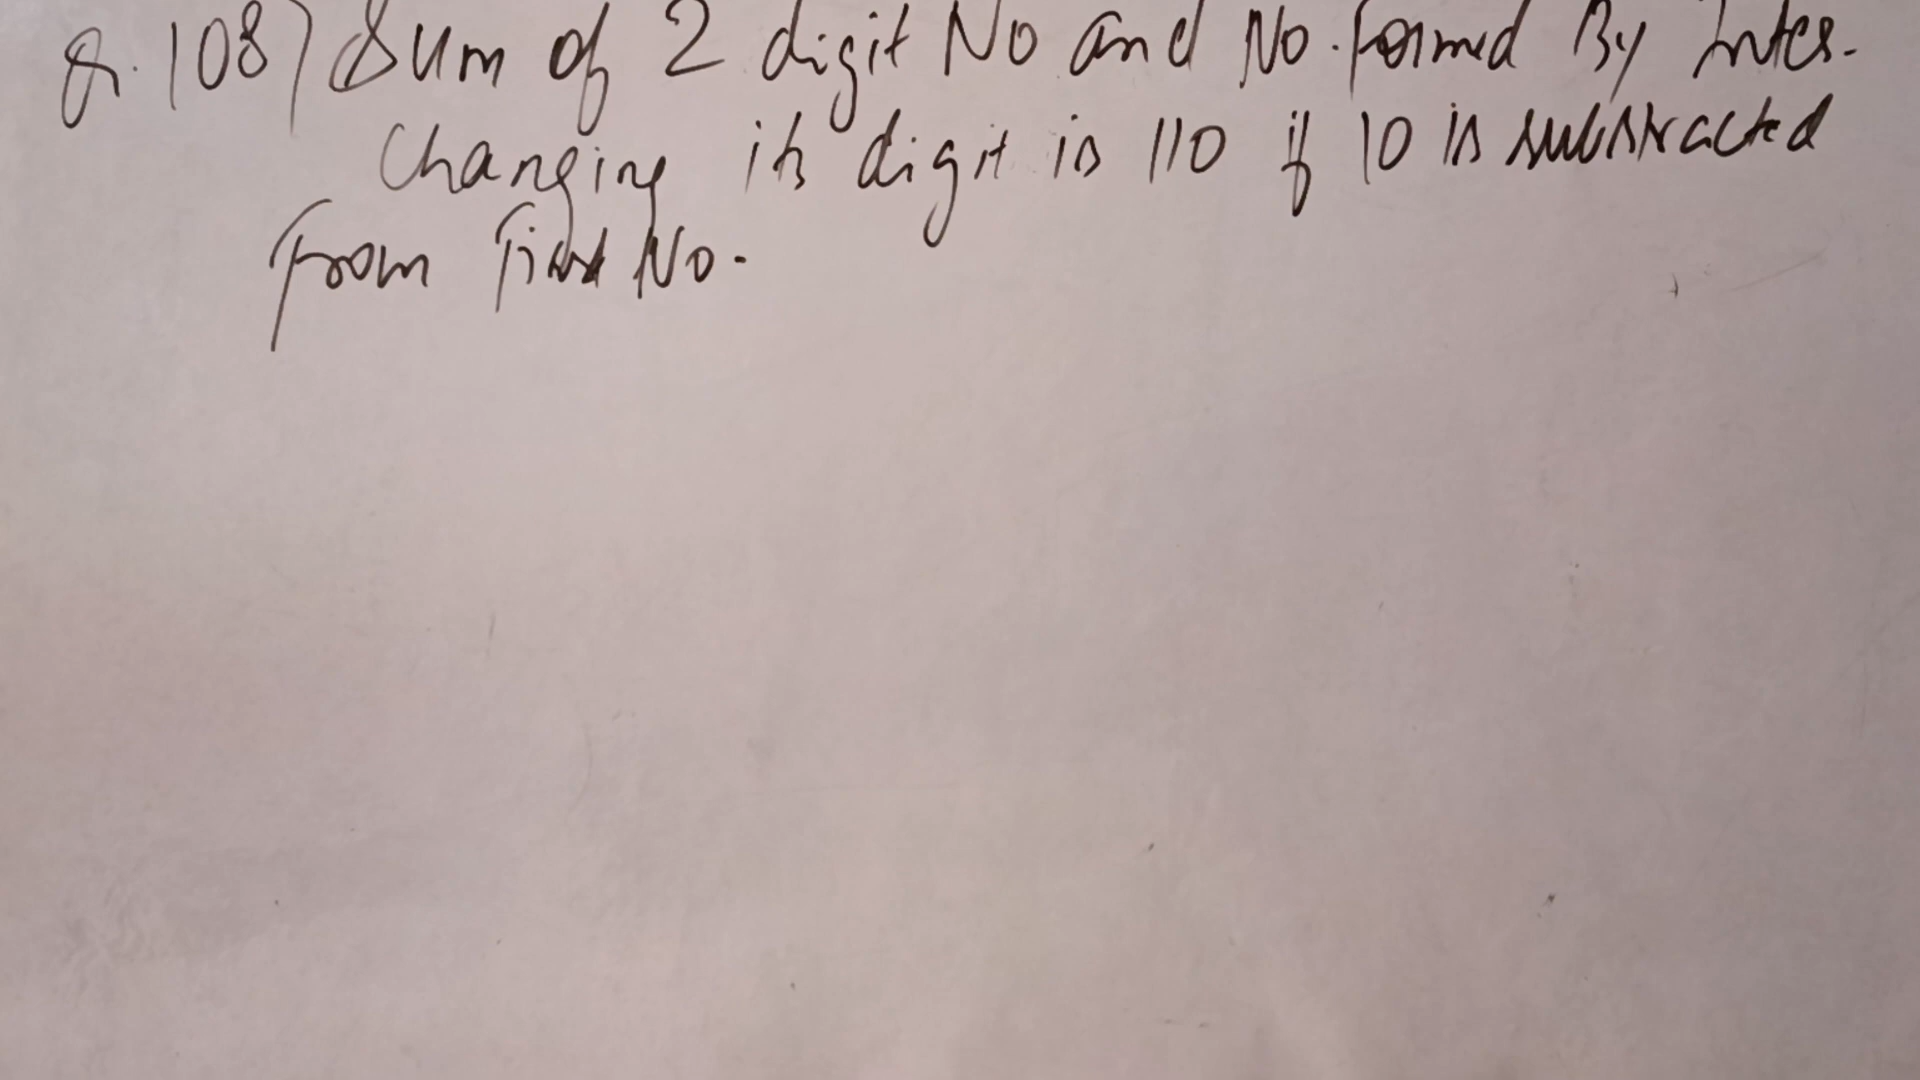 Q. 108) Sum of 2 digit No and No. formed By Inter-
changing its digit is 110 if 10 is substracted
From First No.